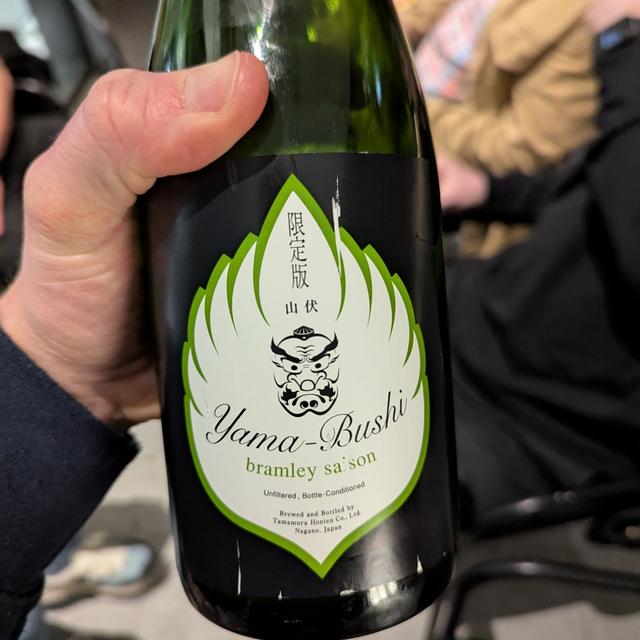 限定版
山伏
Yama-Bushi
bramley saison
Unfiltered, Bottle-Conditioned
Brewed and Bottled by
Tamamura Honten Co., Ltd.
Nagano, Japan